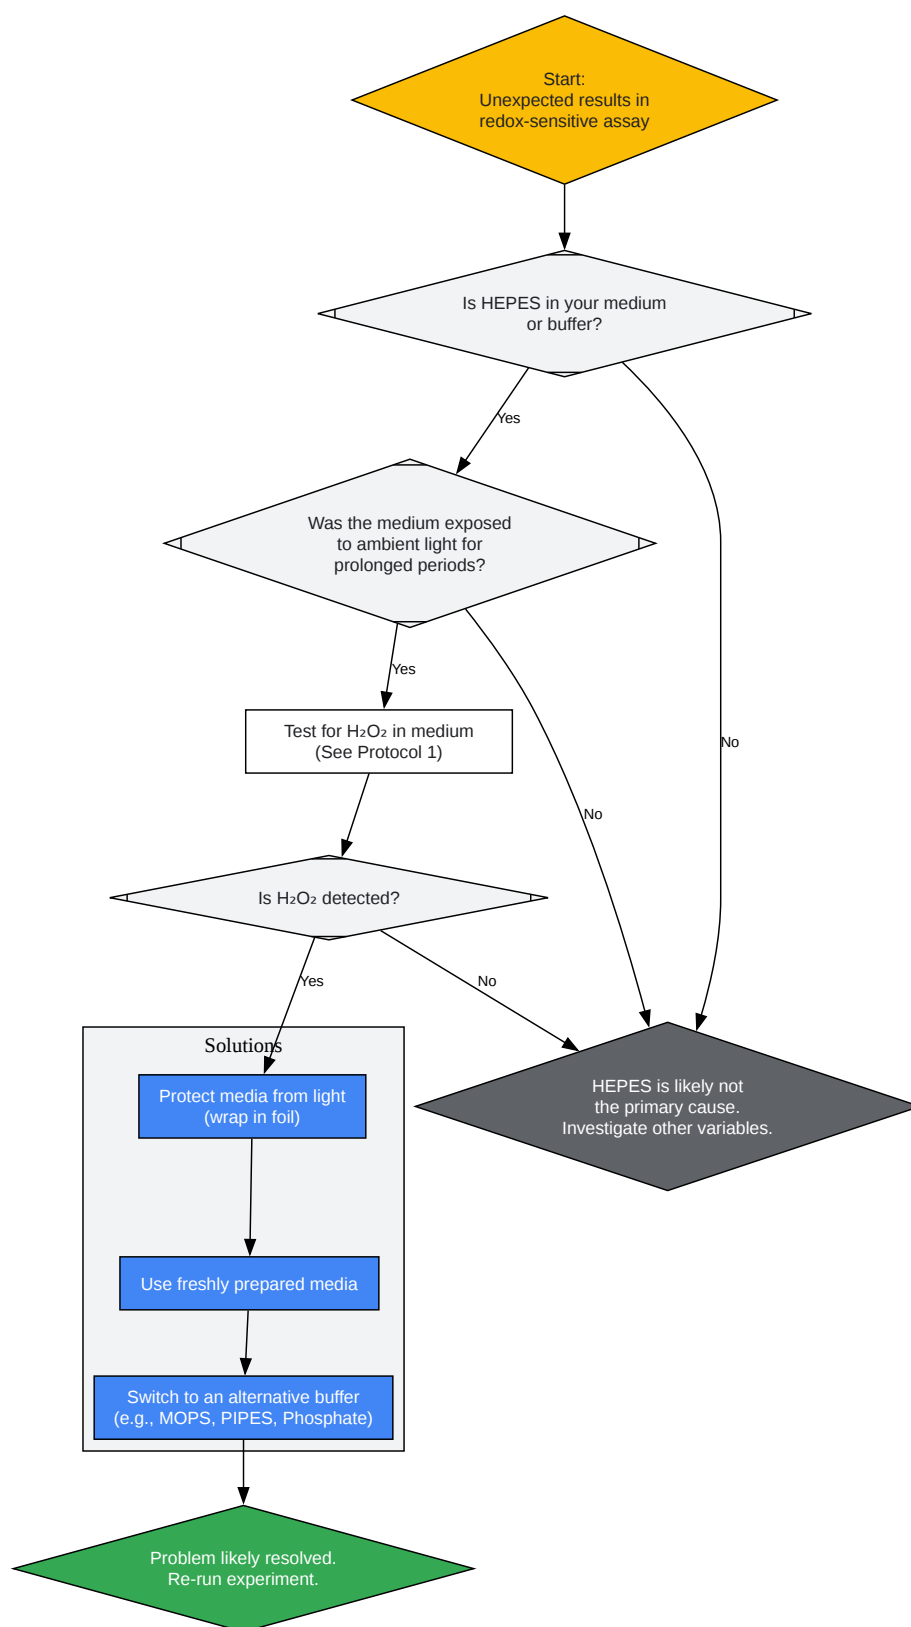 Start:
Unexpected results in
redox-sensitive assay
Is HEPES in your medium
or buffer?
Yes
Was the medium exposed
to ambient light for
prolonged periods?
Yes
Test for H₂O₂ in medium
(See Protocol 1)
No
No
Is H₂O₂ detected?
Yes
No
Solutions
Protect media from light
(wrap in foil)
HEPES is likely not
the primary cause.
Investigate other variables.
Use freshly prepared media
Switch to an alternative buffer
(e.g., MOPS, PIPES, Phosphate)
Problem likely resolved.
Re-run experiment.